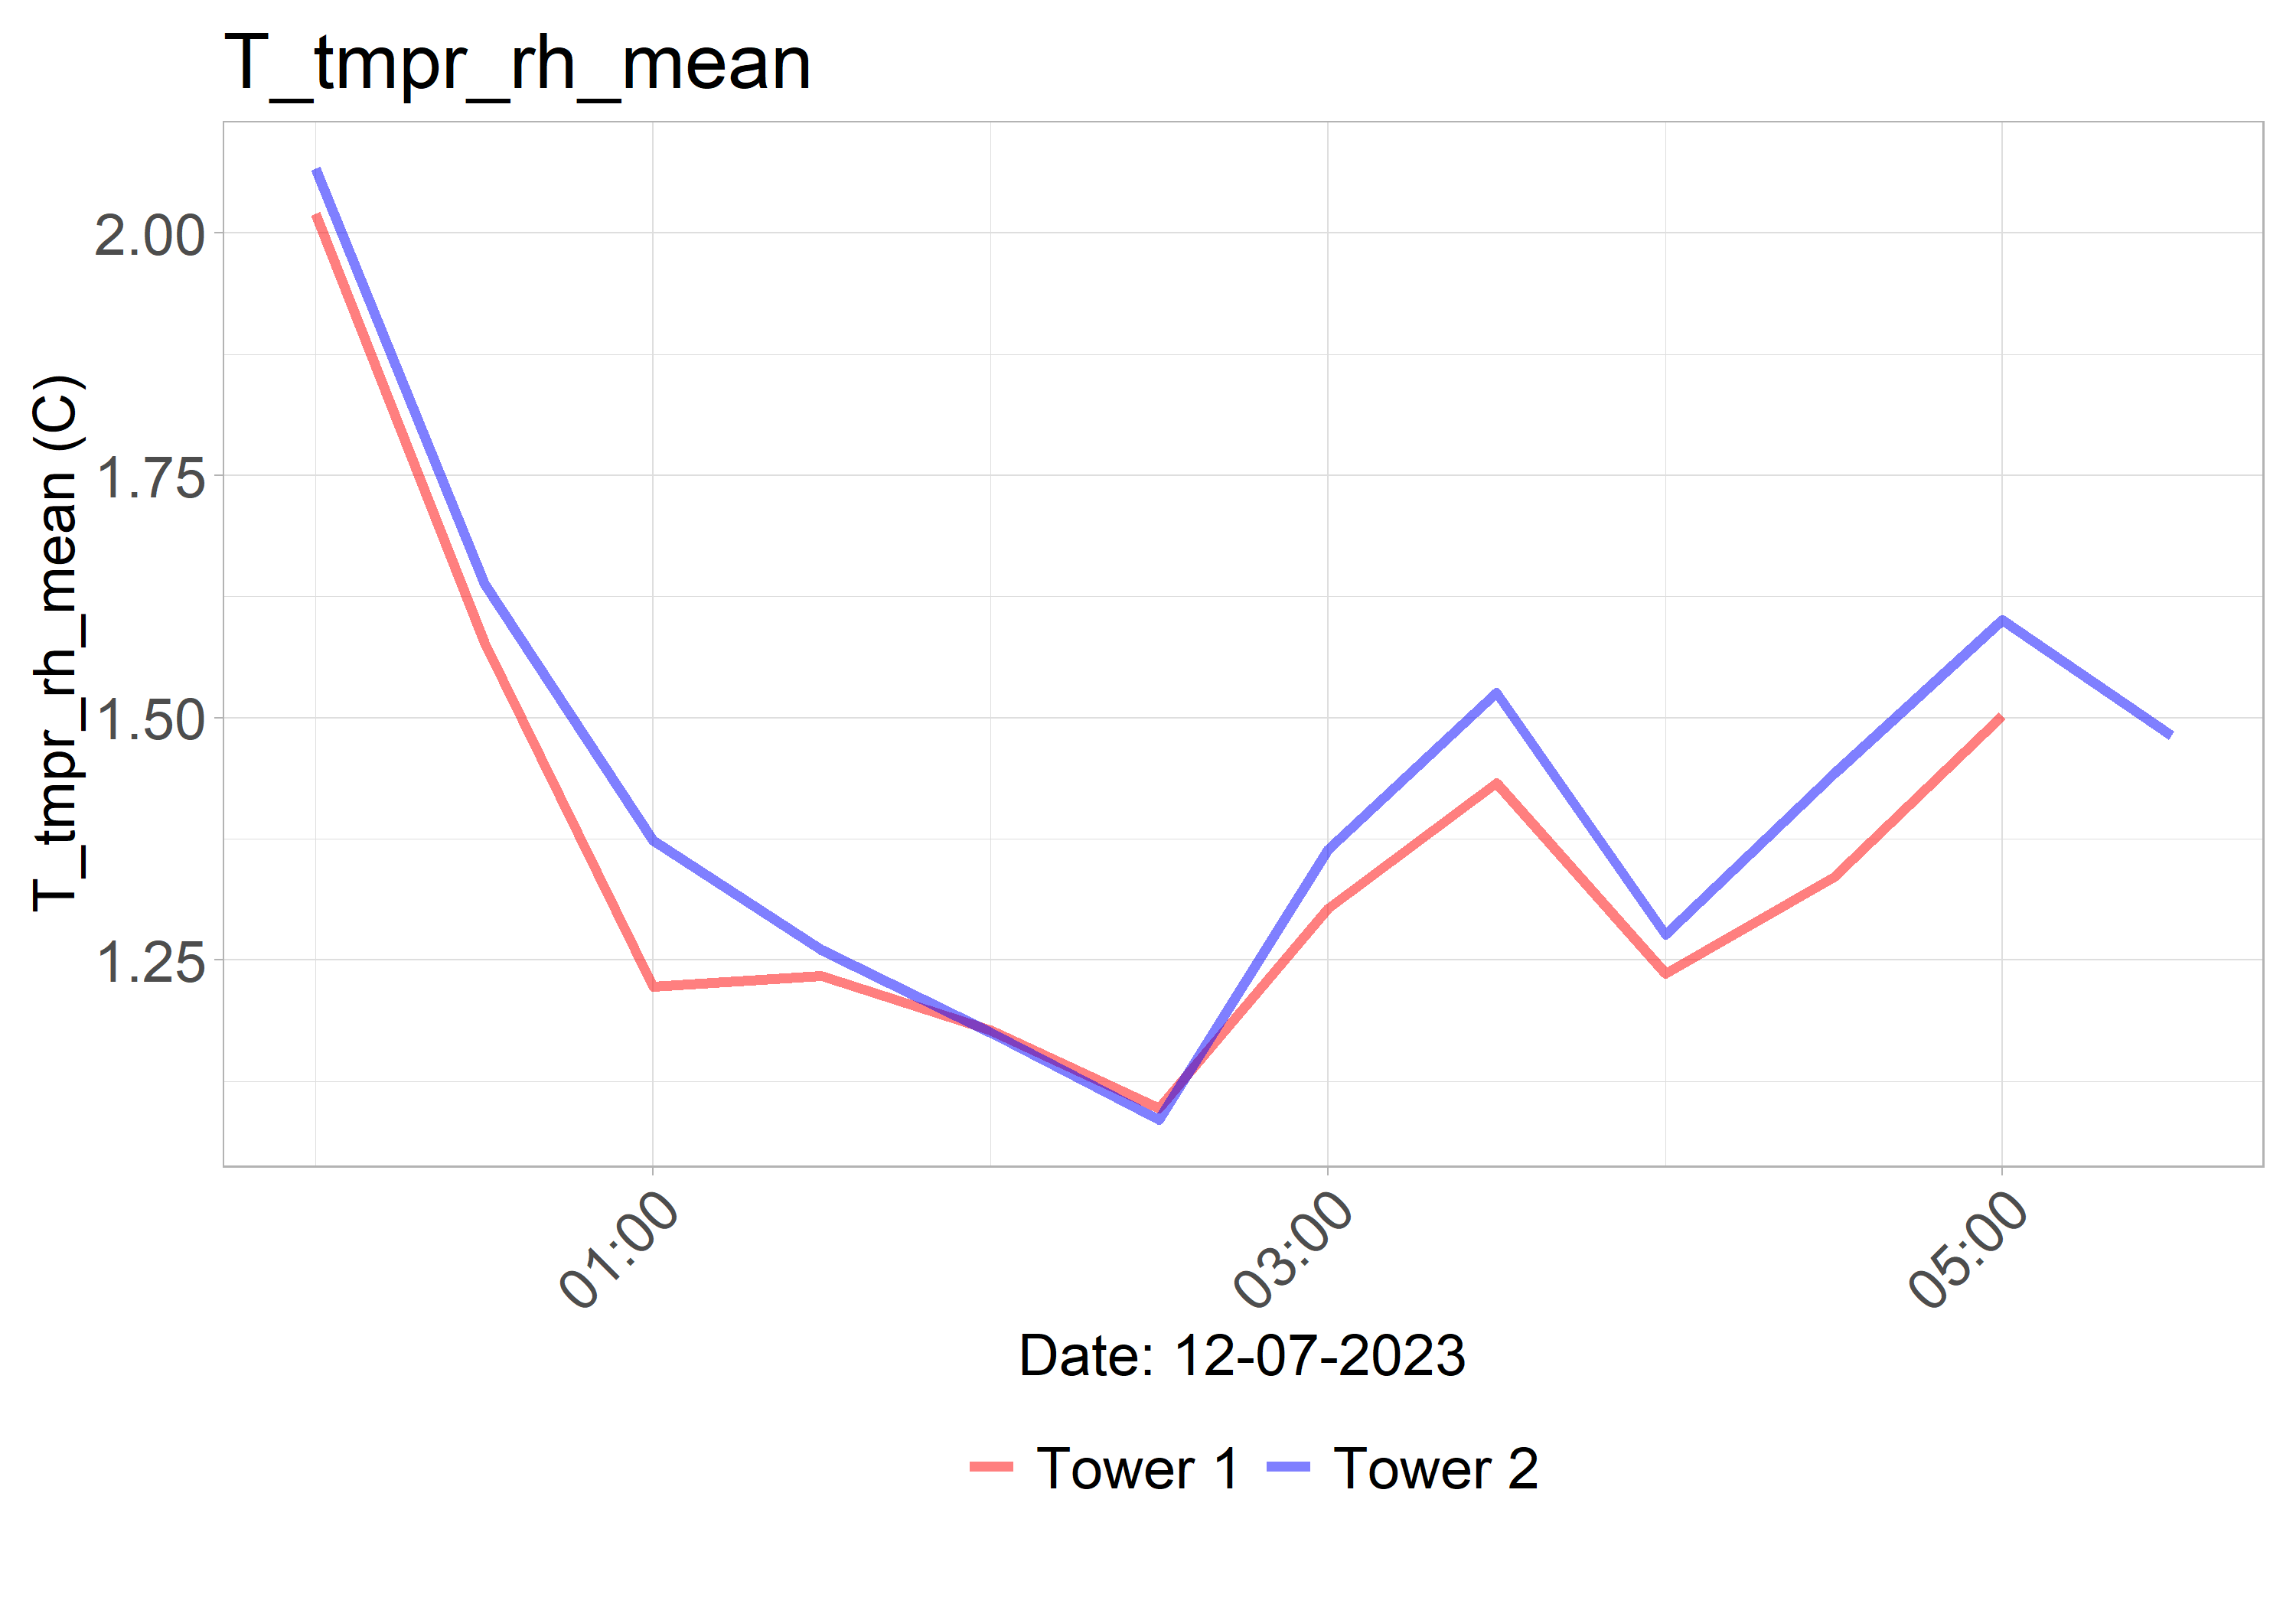 T_tmpr_rh_mean
T_tmpr_rh_mean (C)
2.00
1.75
1.50
1.25
01:00
03:00
05:00
Date: 12-07-2023
Tower 1
Tower 2